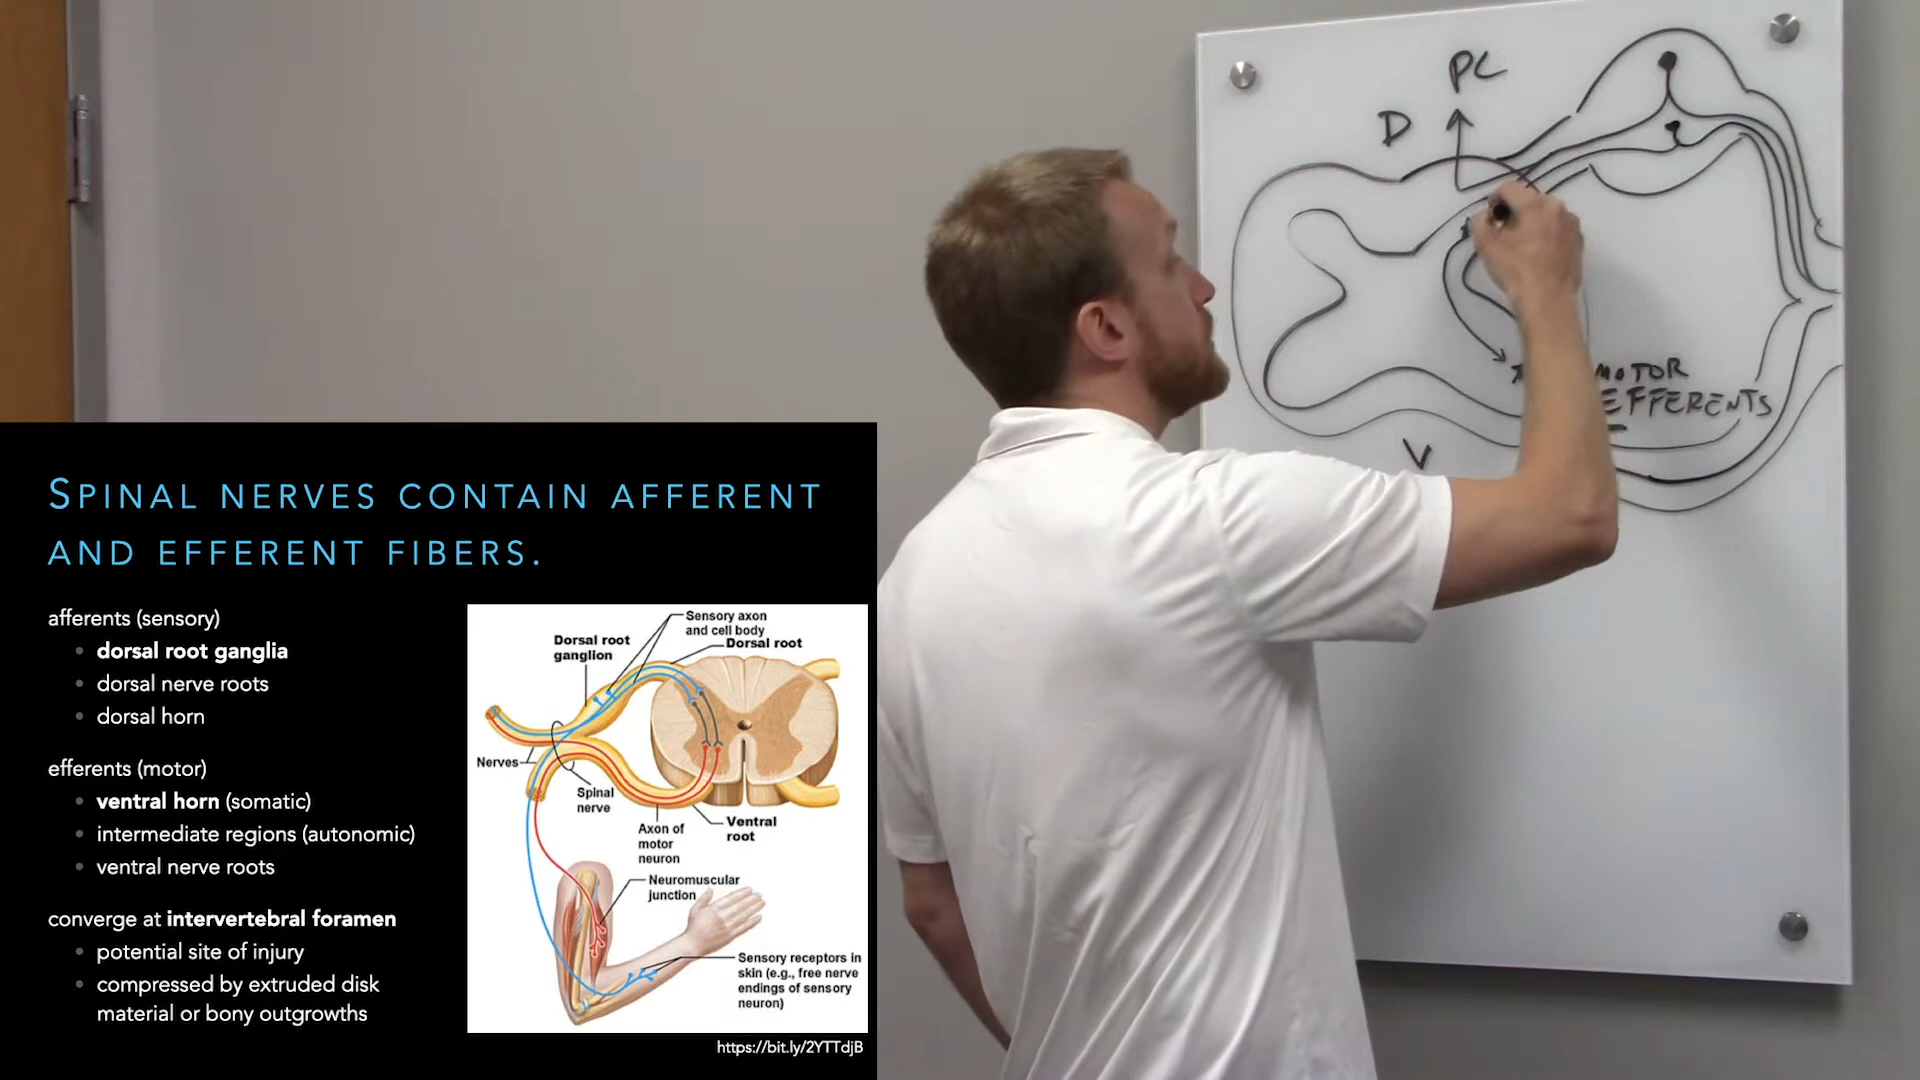 SPINAL NERVES CONTAIN AFFERENT
AND EFFERENT FIBERS.
afferents (sensory)
• dorsal root ganglia
• dorsal nerve roots
• dorsal horn
efferents (motor)
• ventral horn (somatic)
• intermediate regions (autonomic)
• ventral nerve roots
converge at intervertebral foramen
• potential site of injury
• compressed by extruded disk
material or bony outgrowths
Sensory axon
and cell body
Dorsal root
ganglion
Dorsal root
Nerves
Spinal
nerve
Axon of
motor
neuron
Ventral
root
Neuromuscular
junction
Sensory receptors in
skin (e.g., free nerve
endings of sensory
neuron)
https://bit.ly/2YTTdjB
PC
D
MOTOR
EFFERENTS
V